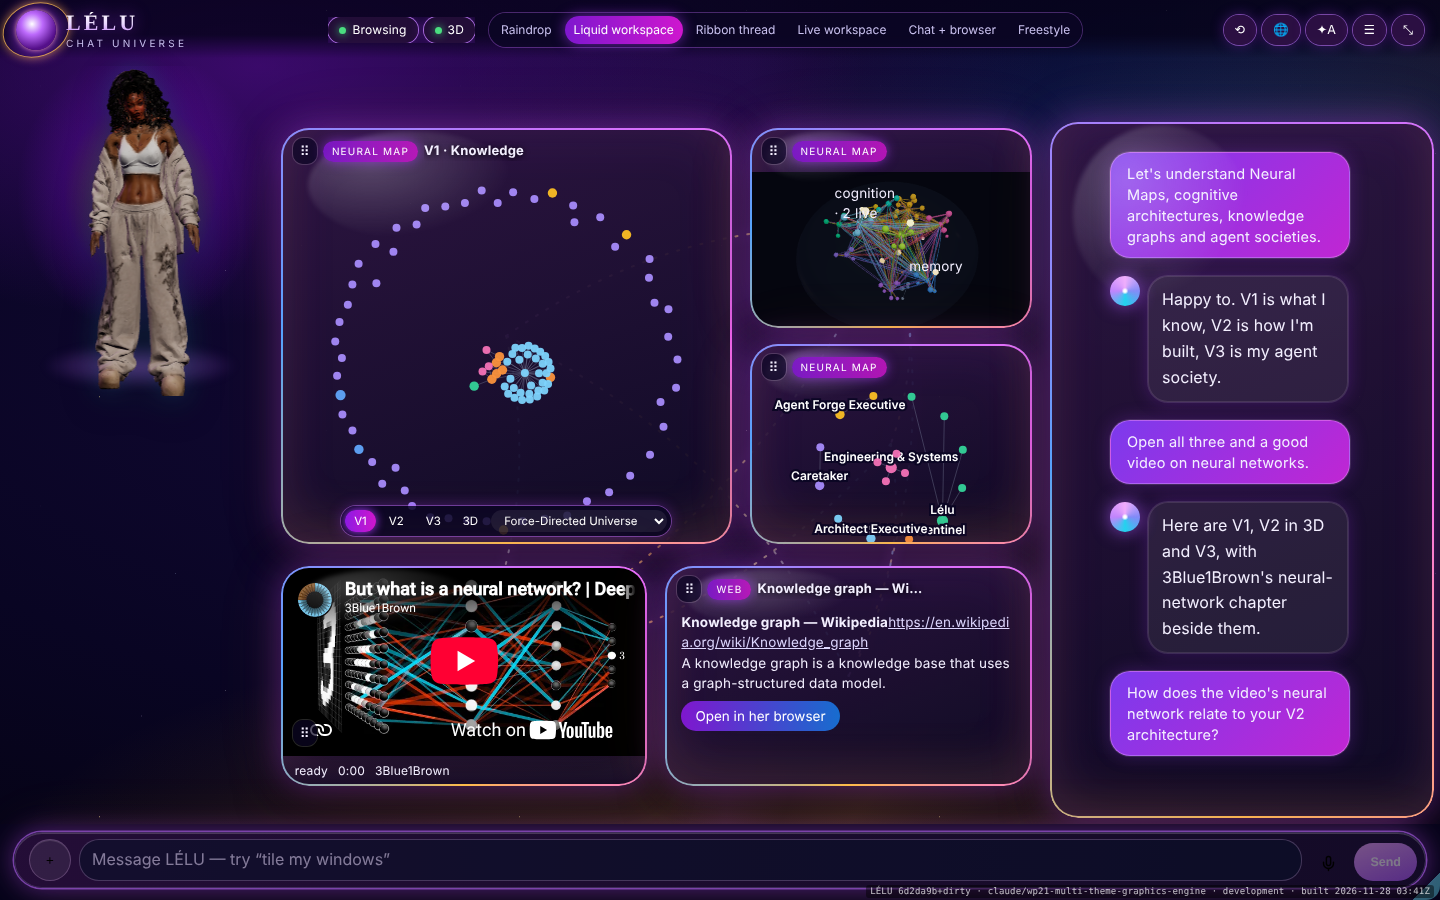 LÉLU
CHAT UNIVERSE
Browsing
3D
Raindrop
Liquid workspace
Ribbon thread
Live workspace
Chat + browser
Freestyle
✦A
NEURAL MAP
V1 · Knowledge
V1
V2
V3
3D
Force-Directed Universe
NEURAL MAP
cognition
· 2 live
memory
NEURAL MAP
Agent Forge Executive
Engineering & Systems
Caretaker
Lélu
Architect Executive
entinel
But what is a neural network? | Deep
3Blue1Brown
3
Watch on YouTube
ready 0:00 3Blue1Brown
WEB
Knowledge graph — Wi...
Knowledge graph — Wikipediahttps://en.wikipedi
a.org/wiki/Knowledge_graph
A knowledge graph is a knowledge base that uses
a graph-structured data model.
Open in her browser
Let's understand Neural
Maps, cognitive
architectures, knowledge
graphs and agent societies.
Happy to. V1 is what I
know, V2 is how I'm
built, V3 is my agent
society.
Open all three and a good
video on neural networks.
Here are V1, V2 in 3D
and V3, with
3Blue1Brown's neural-
network chapter
beside them.
How does the video's neural
network relate to your V2
architecture?
+
Message LÉLU — try “tile my windows”
Send
LÉLU 6d2da9b+dirty · claude/wp21-multi-theme-graphics-engine · development · built 2026-11-28 03:41Z